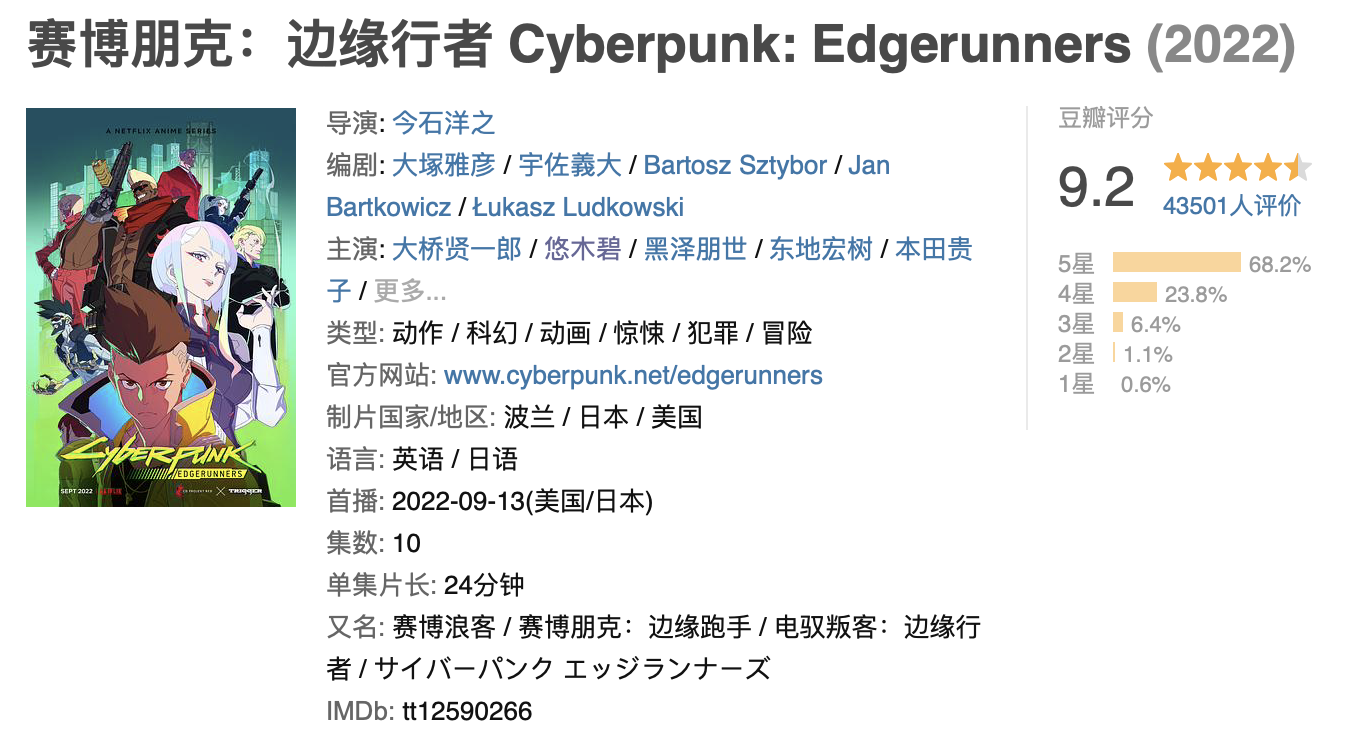 赛博朋克：边缘行者 Cyberpunk: Edgerunners (2022)
A NETFLIX ANIME SERIES
CYBERPUNK
EDGERUNNERS
SEPT 2022 NETFLIX CD PROJEKT RED X TRIGGER
导演: 今石洋之
编剧: 大塚雅彦 / 宇佐義大 / Bartosz Sztybor / Jan
Bartkowicz / Łukasz Ludkowski
主演: 大桥贤一郎 / 悠木碧 / 黑泽朋世 / 东地宏树 / 本田贵
子 / 更多...
类型: 动作 / 科幻 / 动画 / 惊悚 / 犯罪 / 冒险
官方网站: www.cyberpunk.net/edgerunners
制片国家/地区: 波兰 / 日本 / 美国
语言: 英语 / 日语
首播: 2022-09-13(美国/日本)
集数: 10
单集片长: 24分钟
又名: 赛博浪客 / 赛博朋克：边缘跑手 / 电驭叛客：边缘行
者 / サイバーパンク エッジランナーズ
IMDb: tt12590266
豆瓣评分
9.2
43501人评价
5星 68.2%
4星 23.8%
3星 6.4%
2星 1.1%
1星 0.6%